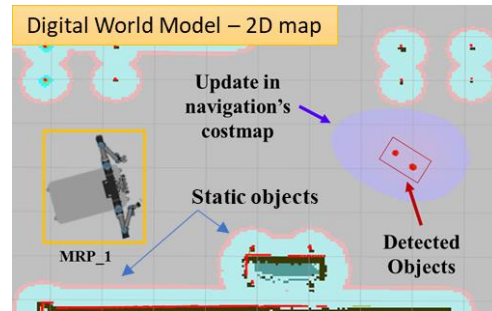 Digital World Model – 2D map
Update in
navigation's
costmap
Static objects
MRP_1
Detected
Objects